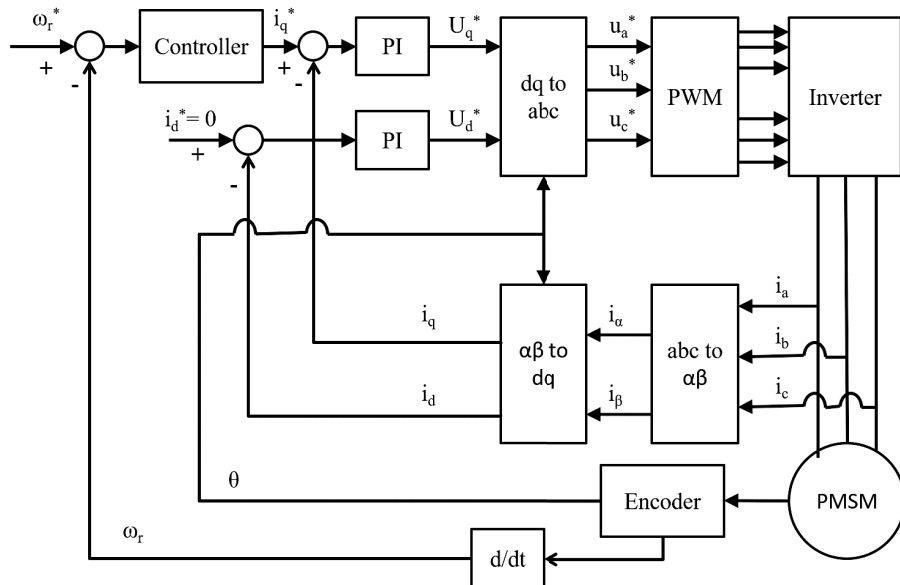 ωr*
+
-
Controller
iq*
+
-
PI
Uq*
dq to
abc
ua*
ub*
uc*
PWM
Inverter
id*= 0
+
-
PI
Ud*
iq
id
αβ to
dq
iα
iβ
abc to
αβ
ia
ib
ic
θ
Encoder
PMSM
ωr
d/dt